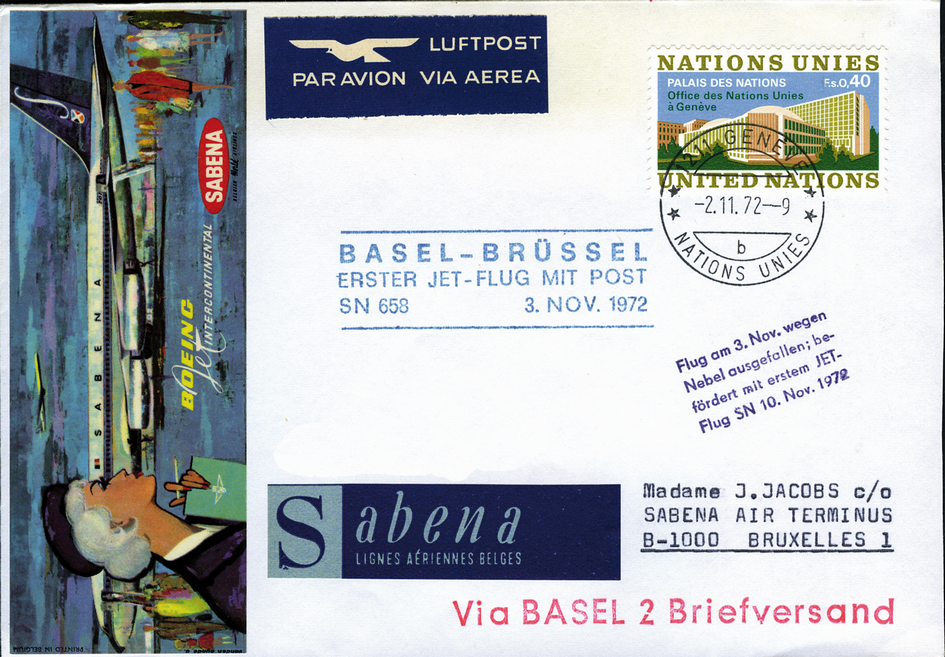 LUFTPOST
PAR AVION VIA AEREA
NATIONS UNIES
PALAIS DES NATIONS F.s.0,40
Office des Nations Unies
à Genève
UNITED NATIONS
1211 GENÈVE
-2.11.72--9
b
NATIONS UNIES
SABENA
BOEING
Jet INTERCONTINENTAL
SABENA
PRINTED IN BELGIUM
BASEL-BRÜSSEL
ERSTER JET-FLUG MIT POST
SN 658 3. NOV. 1972
Flug am 3. Nov. wegen
Nebel ausgefallen; be-
fördert mit erstem JET-
Flug SN 10. Nov. 1972
Sabena
LIGNES AÉRIENNES BELGES
Madame J.JACOBS c/o
SABENA AIR TERMINUS
B-1000 BRUXELLES 1
Via BASEL 2 Briefversand